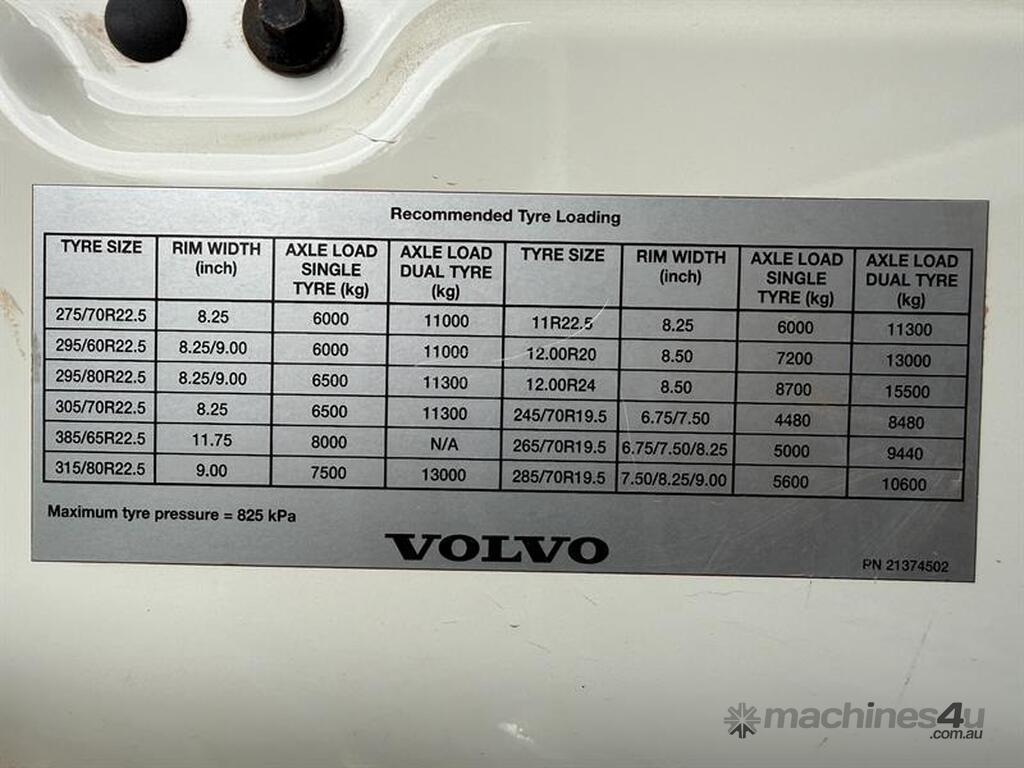 Recommended Tyre Loading
TYRE SIZE RIM WIDTH (inch) AXLE LOAD SINGLE TYRE (kg) AXLE LOAD DUAL TYRE (kg) TYRE SIZE RIM WIDTH (inch) AXLE LOAD SINGLE TYRE (kg) AXLE LOAD DUAL TYRE (kg)
275/70R22.5 8.25 6000 11000 11R22.5 8.25 6000 11300
295/60R22.5 8.25/9.00 6000 11000 12.00R20 8.50 7200 13000
295/80R22.5 8.25/9.00 6500 11300 12.00R24 8.50 8700 15500
305/70R22.5 8.25 6500 11300 245/70R19.5 6.75/7.50 4480 8480
385/65R22.5 11.75 8000 N/A 265/70R19.5 6.75/7.50/8.25 5000 9440
315/80R22.5 9.00 7500 13000 285/70R19.5 7.50/8.25/9.00 5600 10600
Maximum tyre pressure = 825 kPa
VOLVO
PN 21374502
machines4u
.com.au